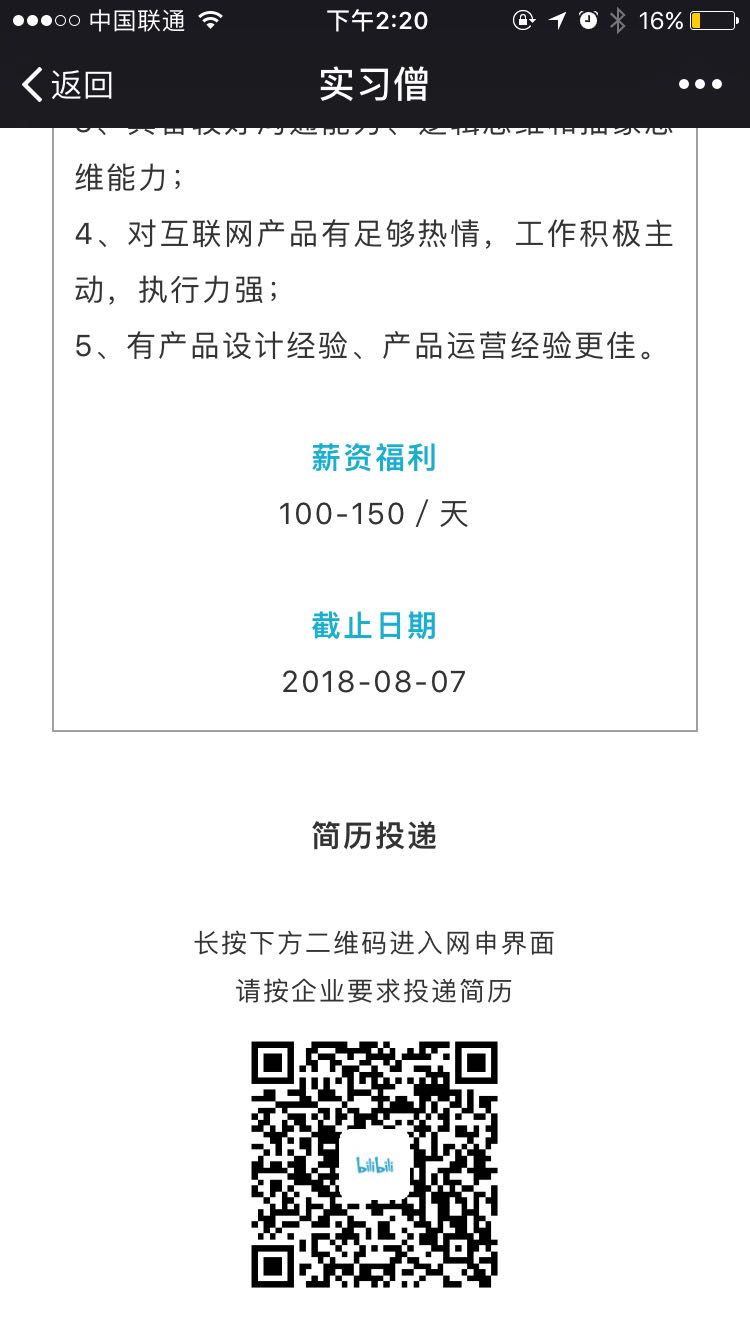 中国联通 下午2:20 16%
返回 实习僧
维能力；
4、对互联网产品有足够热情，工作积极主
动，执行力强；
5、有产品设计经验、产品运营经验更佳。
薪资福利
100-150 / 天
截止日期
2018-08-07
简历投递
长按下方二维码进入网申界面
请按企业要求投递简历
bilibili